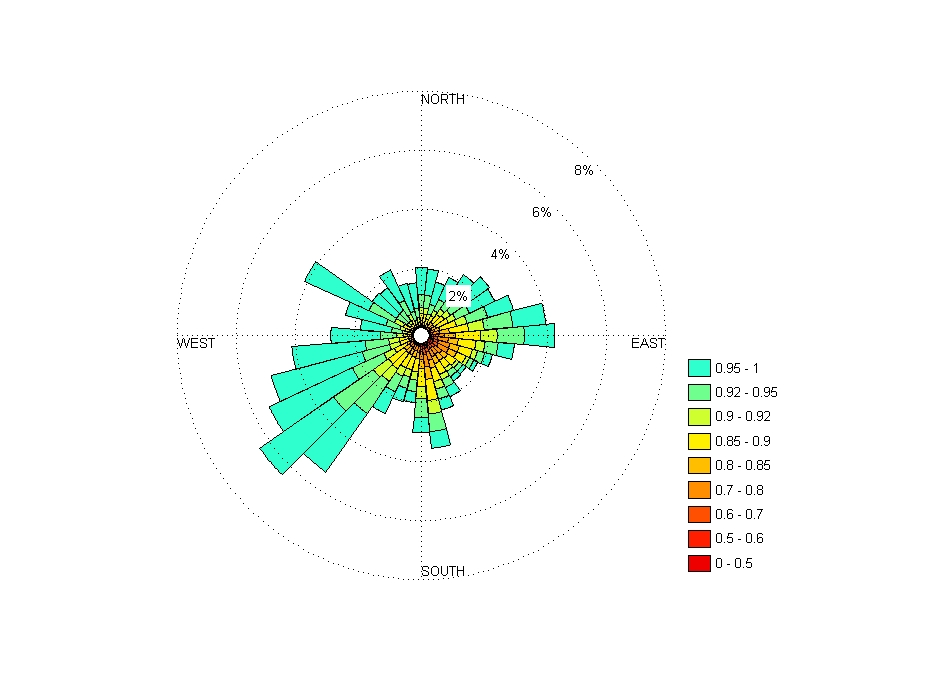 NORTH
8%
6%
4%
2%
WEST
EAST
SOUTH
0.95 - 1
0.92 - 0.95
0.9 - 0.92
0.85 - 0.9
0.8 - 0.85
0.7 - 0.8
0.6 - 0.7
0.5 - 0.6
0 - 0.5